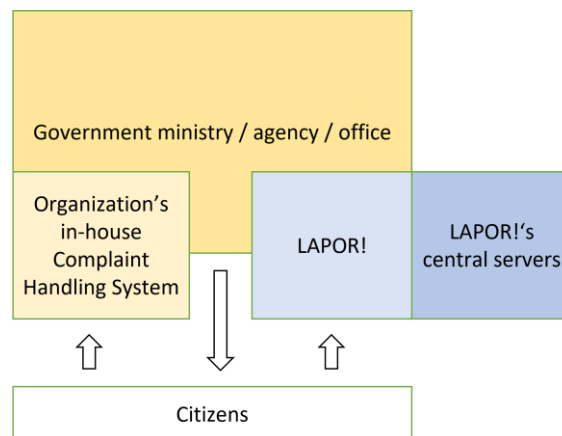 Government ministry / agency / office
Organization’s
in-house
Complaint
Handling System
LAPOR!
LAPOR!‘s
central servers
Citizens